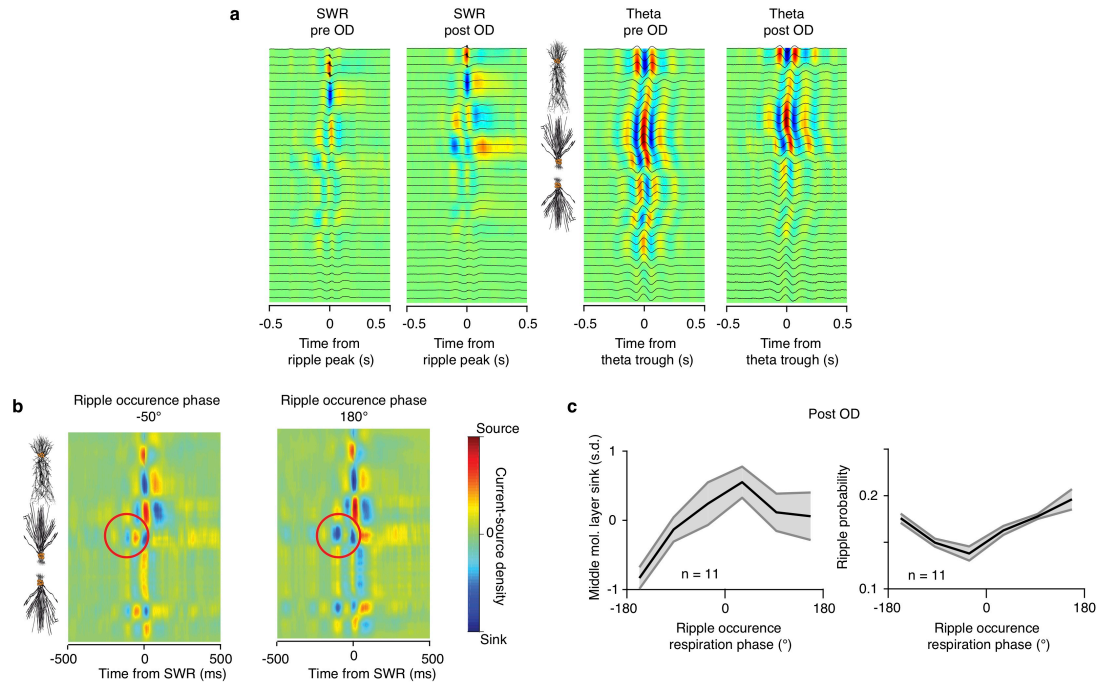 a
SWR
pre OD
SWR
post OD
Theta
pre OD
Theta
post OD
-0.5 0 0.5
-0.5 0 0.5
-0.5 0 0.5
-0.5 0 0.5
Time from
ripple peak (s)
Time from
ripple peak (s)
Time from
theta trough (s)
Time from
theta trough (s)
b
Ripple occurence phase
-50°
Ripple occurence phase
180°
Source
0
Sink
Current-source density
-500 0 500
Time from SWR (ms)
-500 0 500
Time from SWR (ms)
c
Post OD
Middle mol. layer sink (s.d.)
1
0
-1
n = 11
-180 0 180
Ripple occurence
respiration phase (°)
Ripple probability
0.2
0.1
n = 11
-180 0 180
Ripple occurence
respiration phase (°)